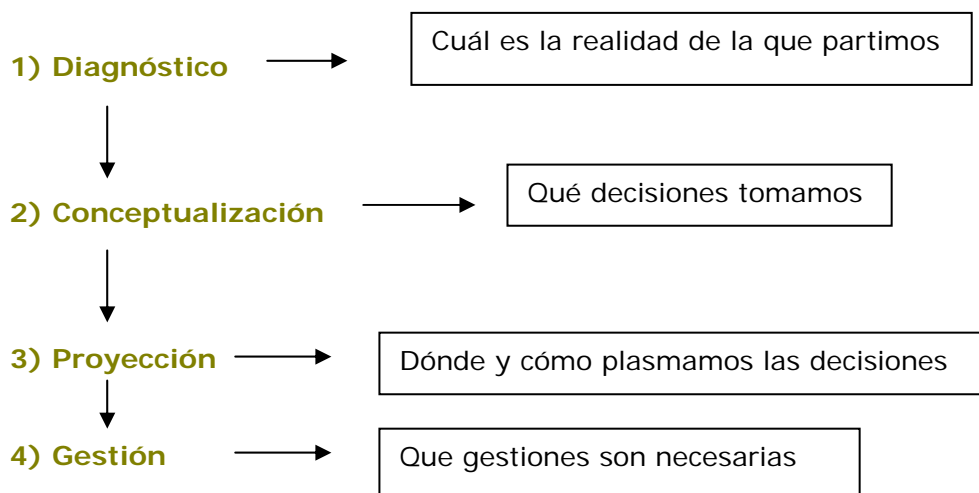 1) Diagnóstico
Cuál es la realidad de la que partimos
2) Conceptualización
Qué decisiones tomamos
3) Proyección
Dónde y cómo plasmamos las decisiones
4) Gestión
Que gestiones son necesarias